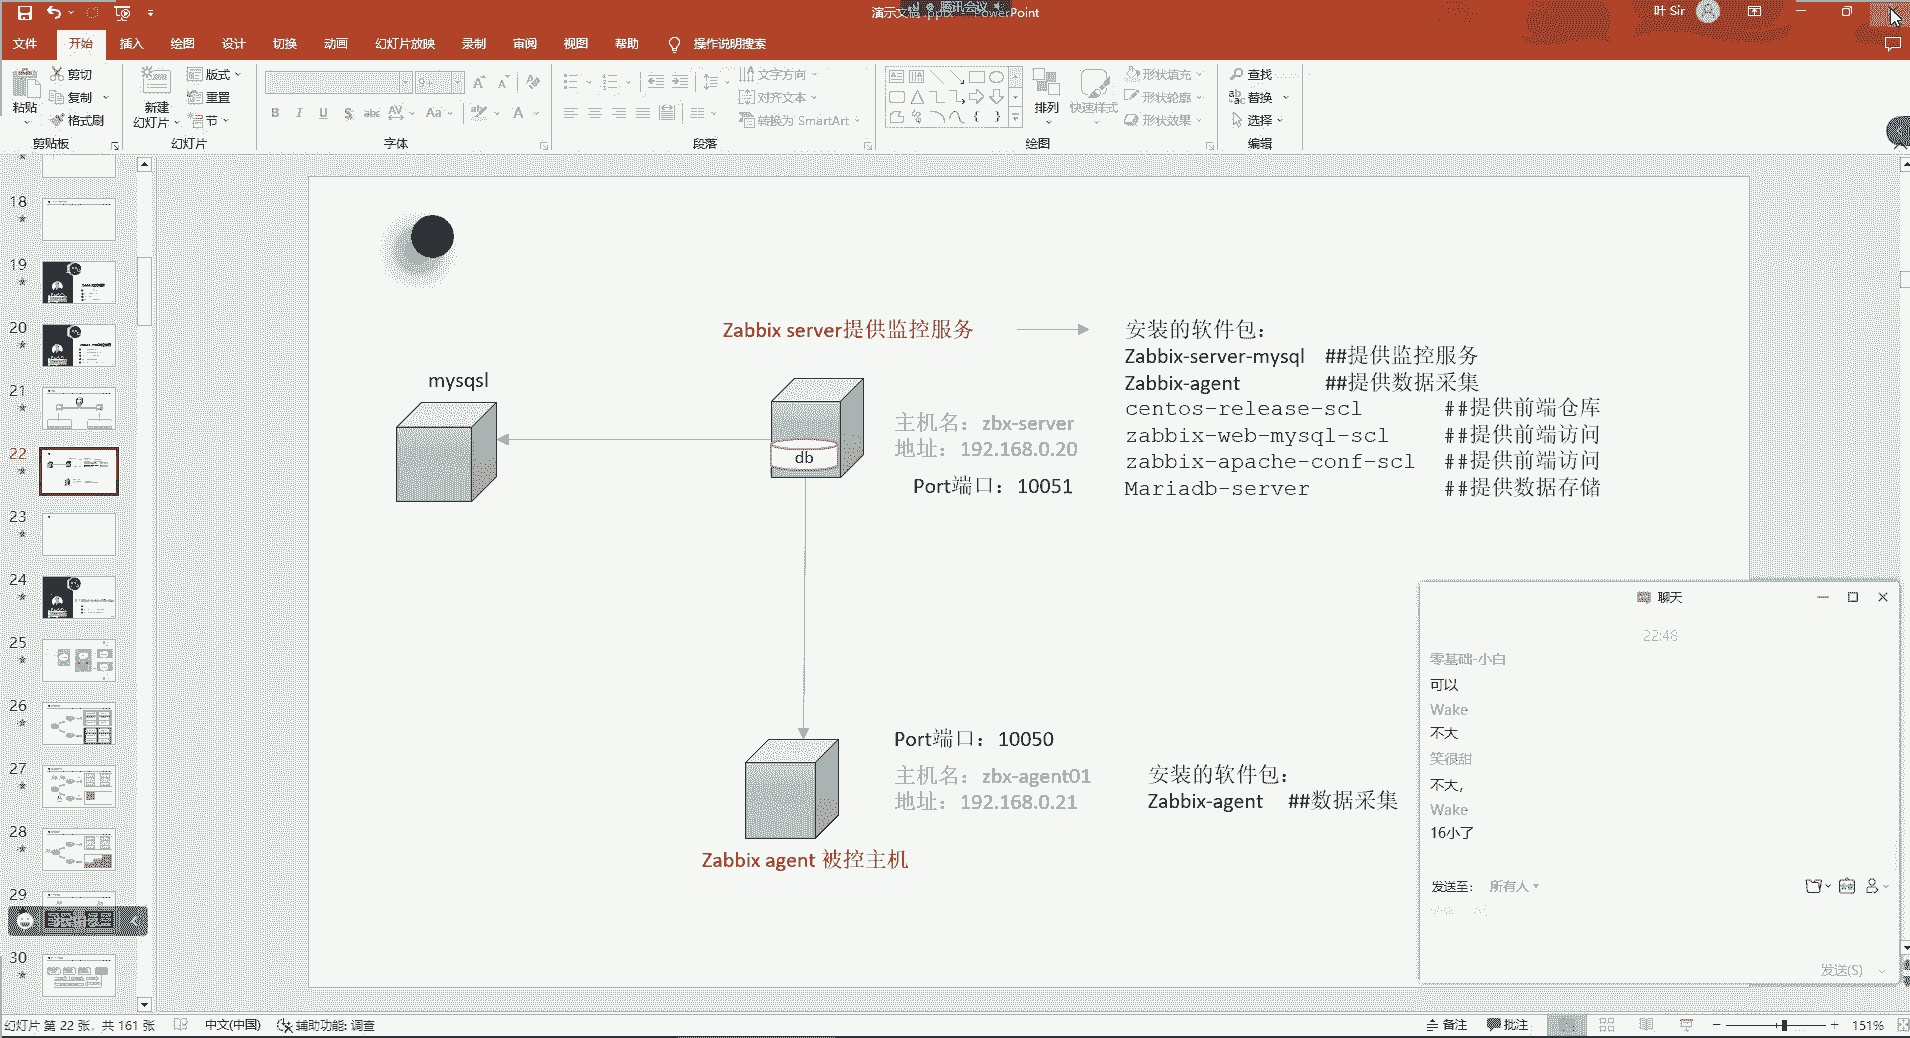 演示文稿.pptx - PowerPoint
腾讯会议
叶 Sir
文件 开始 插入 绘图 设计 切换 动画 幻灯片放映 录制 审阅 视图 帮助 操作说明搜索
粘贴
剪切
复制
格式刷
剪贴板
新建
幻灯片
版式
重置
节
幻灯片
B I U S abc AV Aa A
字体
文字方向
对齐文本
转换为 SmartArt
段落
排列
快速样式
形状填充
形状轮廓
形状效果
绘图
查找
替换
选择
编辑
18
19
20
21
22
23
24
25
26
27
28
29
30
Zabbix server提供监控服务
安装的软件包：
Zabbix-server-mysql ##提供监控服务
Zabbix-agent ##提供数据采集
centos-release-scl ##提供前端仓库
zabbix-web-mysql-scl ##提供前端访问
zabbix-apache-conf-scl ##提供前端访问
Mariadb-server ##提供数据存储
mysqsl
db
主机名：zbx-server
地址：192.168.0.20
Port端口：10051
Port端口：10050
主机名：zbx-agent01
地址：192.168.0.21
安装的软件包：
Zabbix-agent ##数据采集
Zabbix agent 被控主机
聊天
22:48
零基础-小白
可以
Wake
不大
笑很甜
不大，
Wake
16小了
发送至： 所有人
发送(S)
幻灯片 第 22 张，共 161 张 中文(中国) 辅助功能: 调查
备注 批注 151%